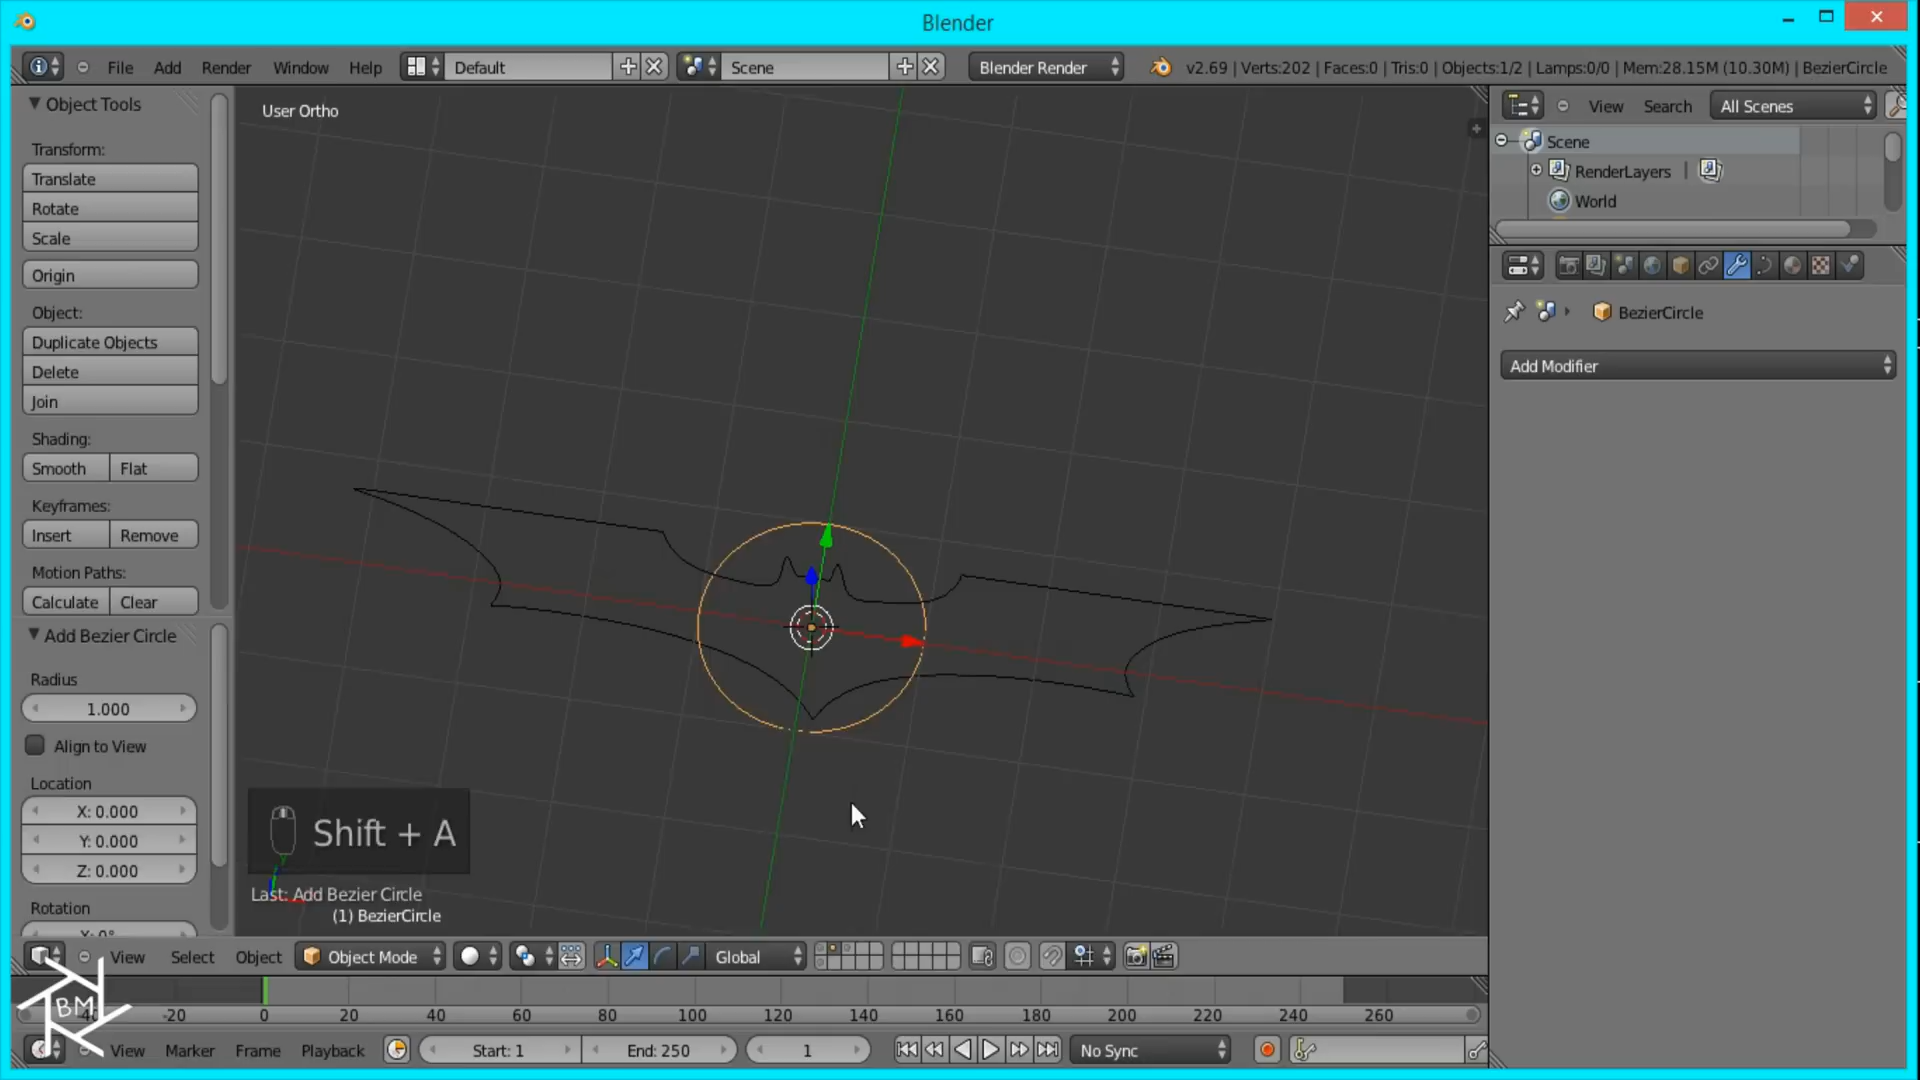 Blender
File Add Render Window Help Default Scene Blender Render v2.69 | Verts:202 | Faces:0 | Tris:0 | Objects:1/2 | Lamps:0/0 | Mem:28.15M (10.30M) | BezierCircle
Object Tools
Transform:
Translate
Rotate
Scale
Origin
Object:
Duplicate Objects
Delete
Join
Shading:
Smooth Flat
Keyframes:
Insert Remove
Motion Paths:
Calculate Clear
Add Bezier Circle
Radius
1.000
Align to View
Location
X: 0.000
Y: 0.000
Z: 0.000
Rotation
X: 0°
User Ortho
Shift + A
Last: Add Bezier Circle
(1) BezierCircle
View Search All Scenes
Scene
RenderLayers |
World
BezierCircle
Add Modifier
View Select Object Object Mode Global
BM
-40 -20 0 20 40 60 80 100 120 140 160 180 200 220 240 260
View Marker Frame Playback Start: 1 End: 250 1 No Sync